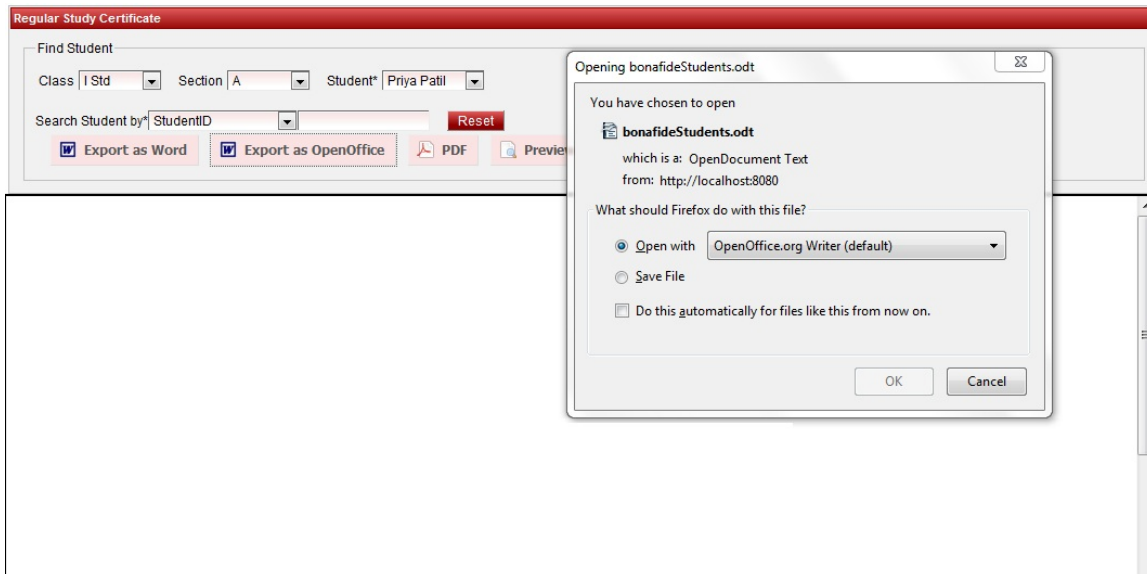 Regular Study Certificate
Find Student
Class I Std Section A Student* Priya Patil
Search Student by* StudentID Reset
Export as Word Export as OpenOffice PDF Preview
Opening bonafideStudents.odt
You have chosen to open
bonafideStudents.odt
which is a: OpenDocument Text
from: http://localhost:8080
What should Firefox do with this file?
Open with OpenOffice.org Writer (default)
Save File
Do this automatically for files like this from now on.
OK Cancel